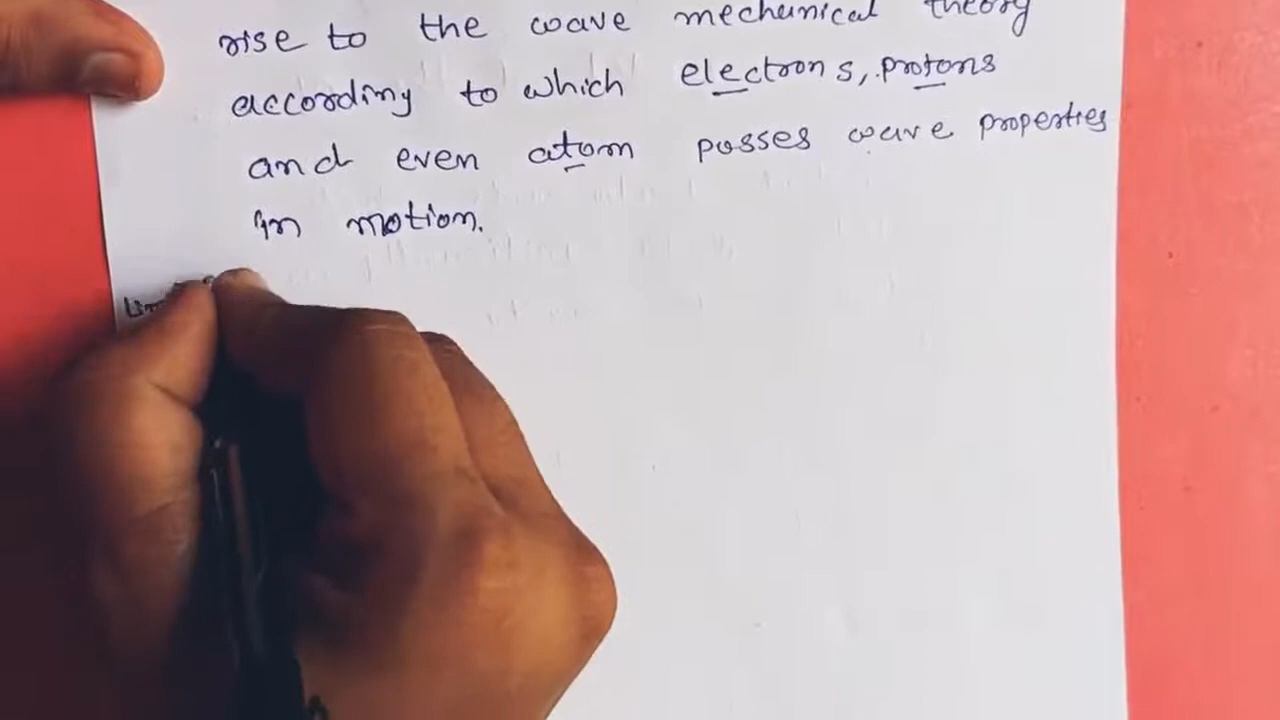 rise to the wave mechanical theory
according to which electrons, protons
and even atom posses wave properties
in motion.